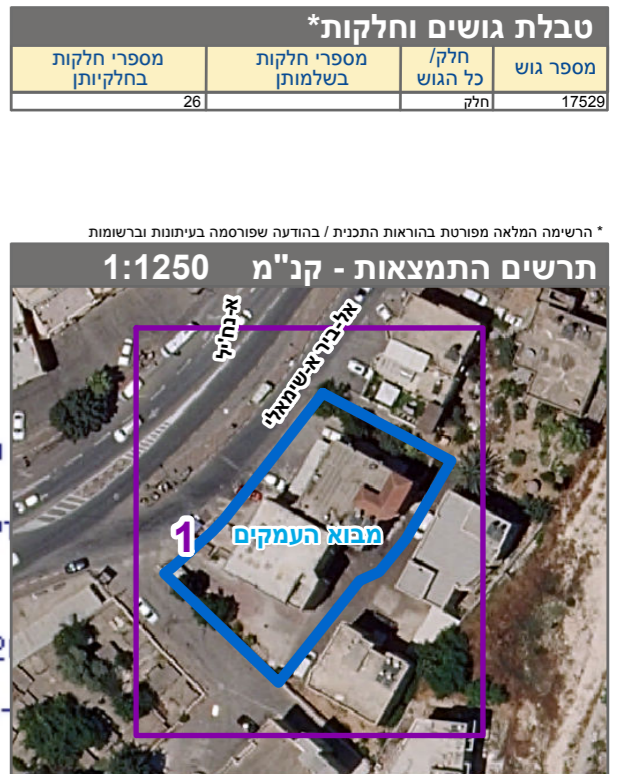 טבלת גושים וחלקות*
מספר גוש	חלק/ כל הגוש	מספרי חלקות בשלמותן	מספרי חלקות בחלקיותן
17529	חלק		26
* הרשימה המלאה מפורטת בהוראות התכנית / בהודעה שפורסמה בעיתונות וברשומות
תרשים התמצאות - קנ"מ 1:1250
א-נח'יל
אל-ביר א-שימאלי
1
מבוא העמקים